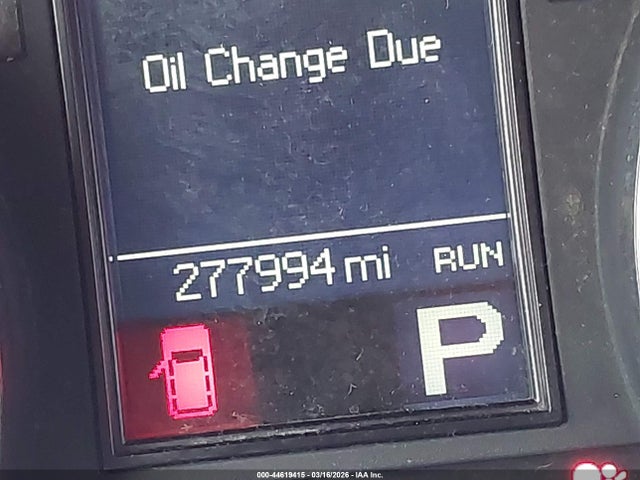 Oil Change Due
277994 mi RUN
P
000-44619415 - 03/16/2026 - IAA Inc.